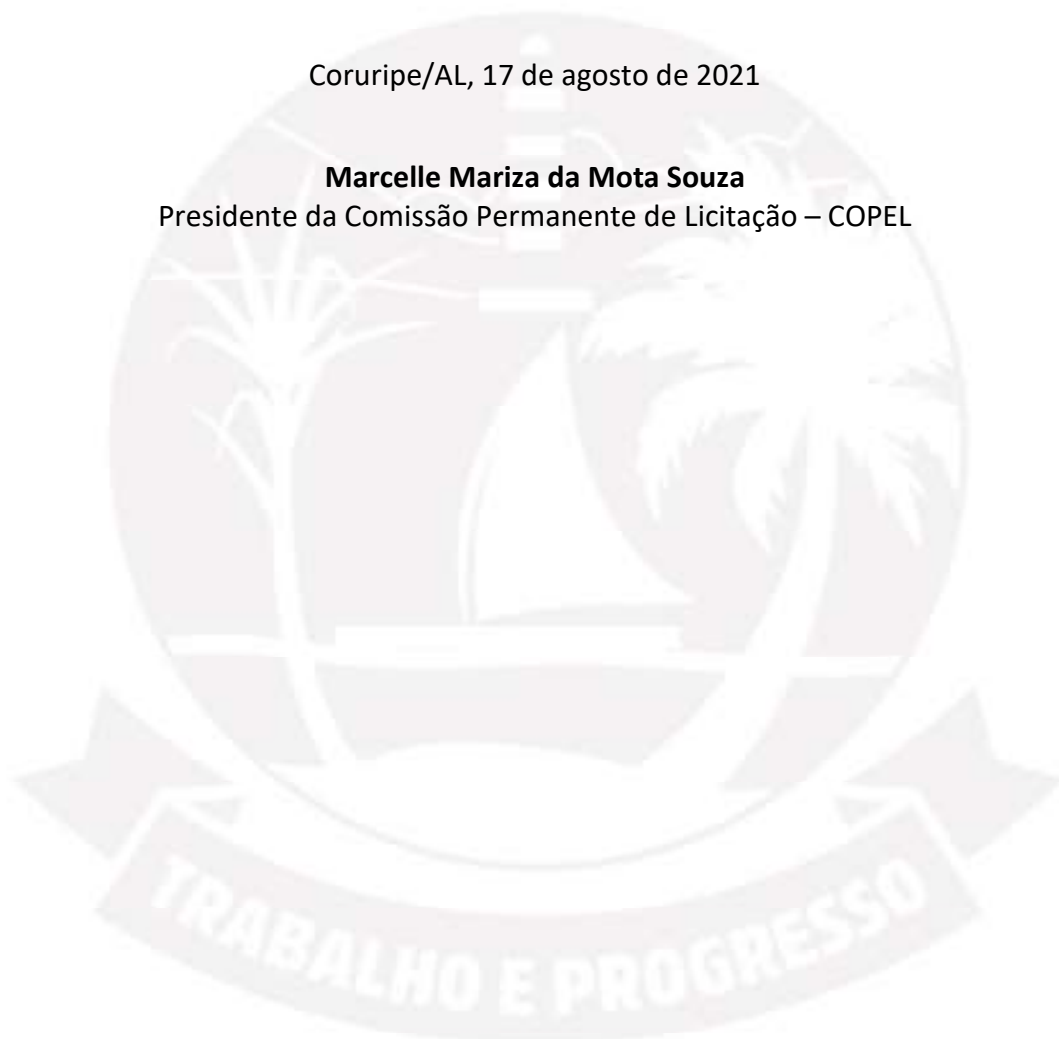 Coruripe/AL, 17 de agosto de 2021
Marcelle Mariza da Mota Souza
Presidente da Comissão Permanente de Licitação – COPEL
TRABALHO E PROGRESSO